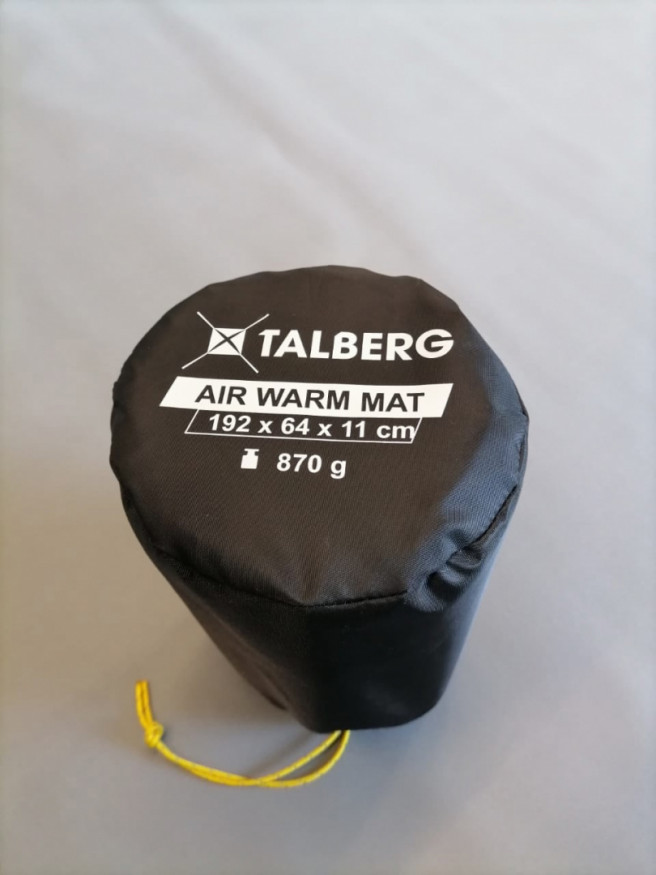 TALBERG
AIR WARM MAT
192 x 64 x 11 cm
870 g